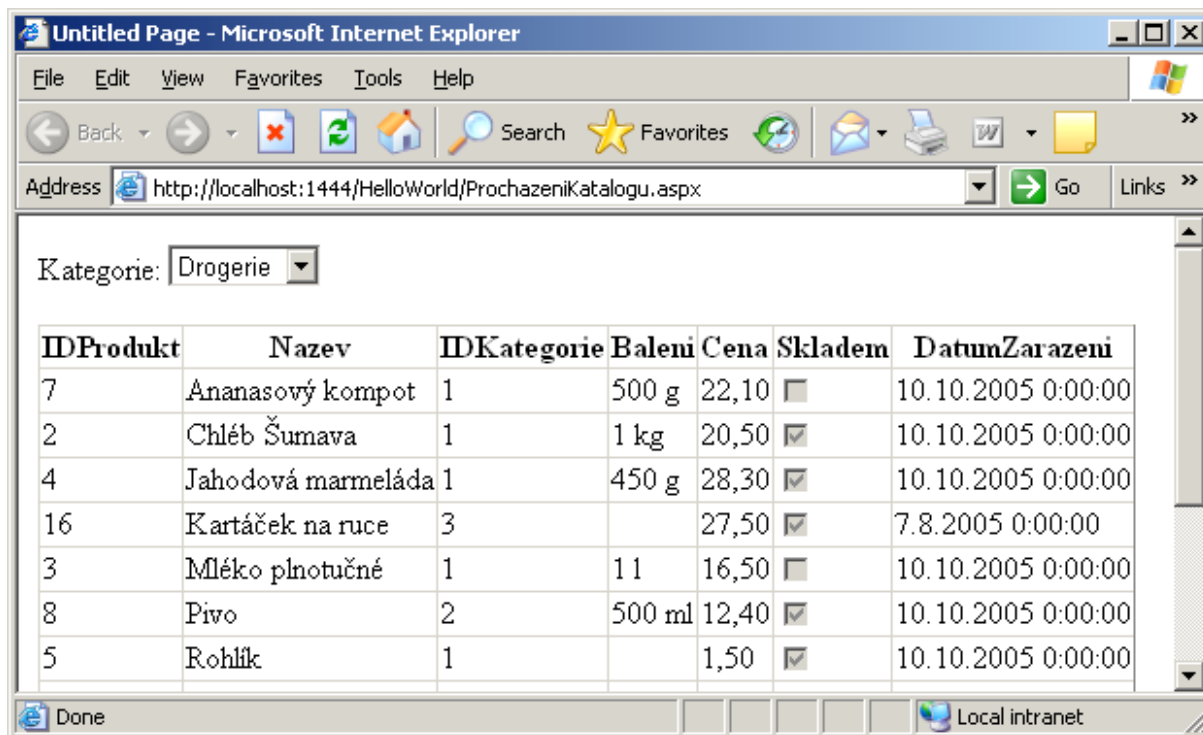 Untitled Page - Microsoft Internet Explorer
File Edit View Favorites Tools Help
Back Search Favorites »
Address http://localhost:1444/HelloWorld/ProchazeniKatalogu.aspx Go Links »
Kategorie: Drogerie
IDProdukt Nazev IDKategorie Baleni Cena Skladem DatumZarazeni
7 Ananasový kompot 1 500 g 22,10 10.10.2005 0:00:00
2 Chléb Šumava 1 1 kg 20,50 10.10.2005 0:00:00
4 Jahodová marmeláda 1 450 g 28,30 10.10.2005 0:00:00
16 Kartáček na ruce 3 27,50 7.8.2005 0:00:00
3 Mléko plnotučné 1 1 l 16,50 10.10.2005 0:00:00
8 Pivo 2 500 ml 12,40 10.10.2005 0:00:00
5 Rohlík 1 1,50 10.10.2005 0:00:00
Done Local intranet